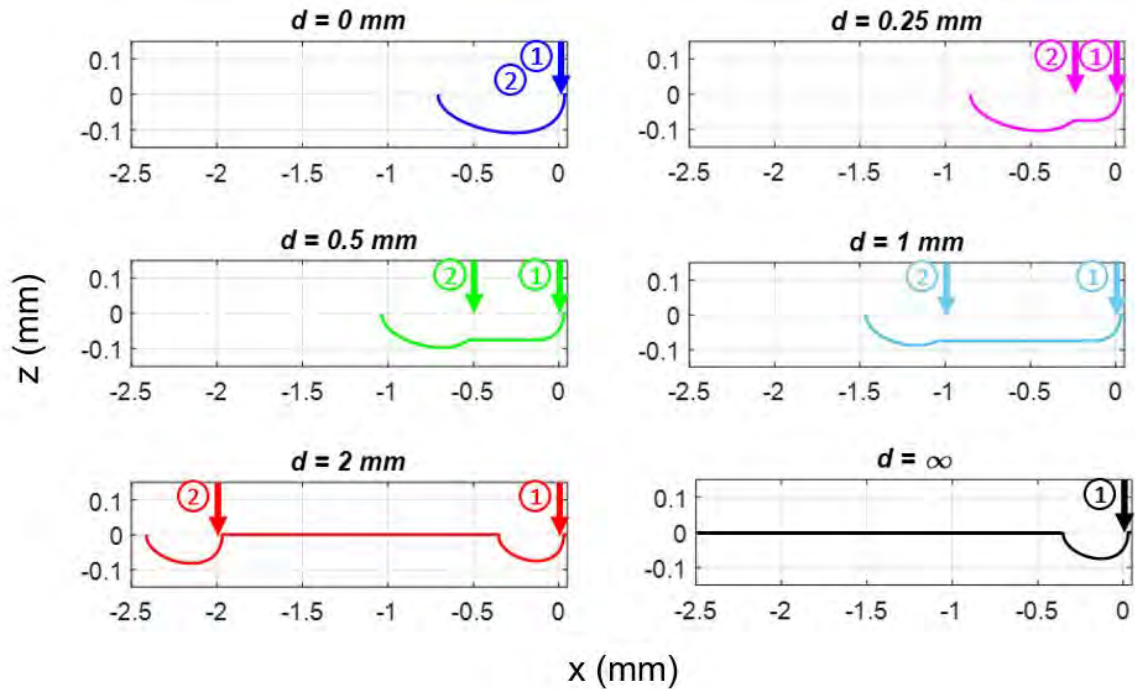 d = 0 mm
d = 0.25 mm
0.1
0
-0.1
① ②
-2.5 -2 -1.5 -1 -0.5 0
0.1
0
-0.1
② ①
-2.5 -2 -1.5 -1 -0.5 0
d = 0.5 mm
d = 1 mm
0.1
0
-0.1
② ①
-2.5 -2 -1.5 -1 -0.5 0
0.1
0
-0.1
② ①
-2.5 -2 -1.5 -1 -0.5 0
z (mm)
d = 2 mm
d = ∞
0.1
0
-0.1
② ①
-2.5 -2 -1.5 -1 -0.5 0
0.1
0
-0.1
①
-2.5 -2 -1.5 -1 -0.5 0
x (mm)